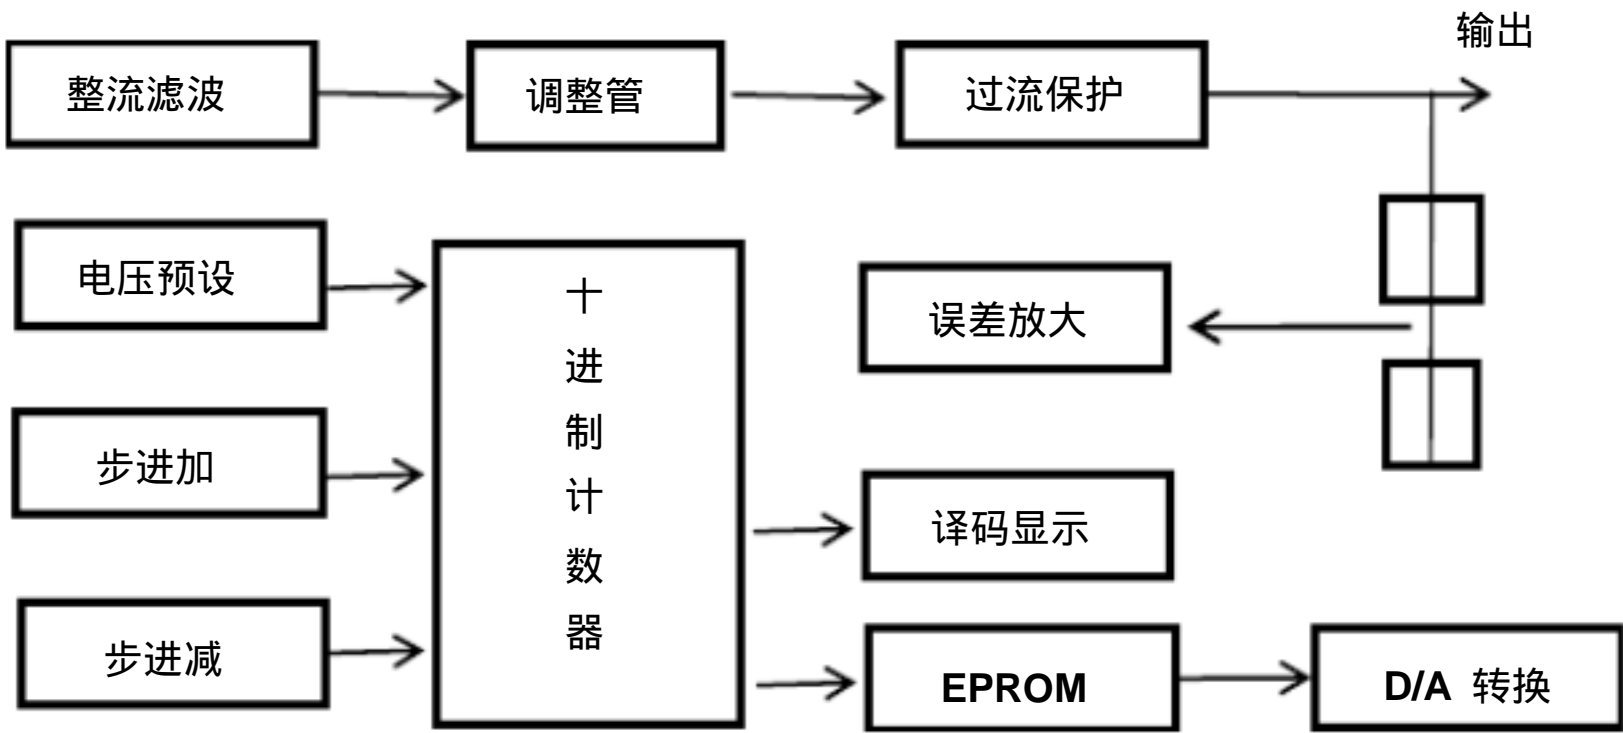 输出
整流滤波
调整管
过流保护
电压预设
十进制计数器
误差放大
步进加
译码显示
步进减
EPROM
D/A 转换